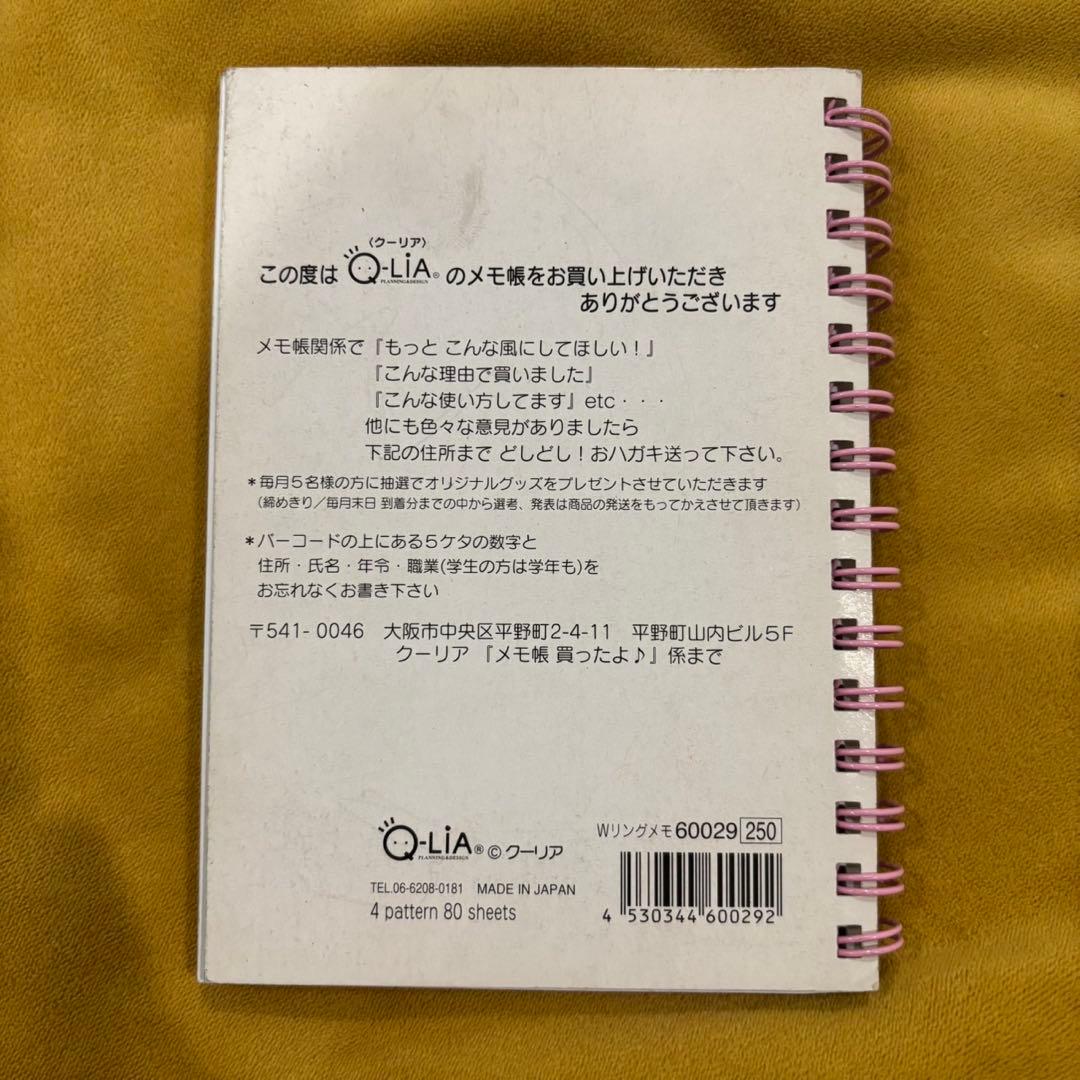 〈クーリア〉
この度は Q-LiA® のメモ帳をお買い上げいただき
PLANNING&DESIGN
ありがとうございます
メモ帳関係で『もっと こんな風にしてほしい！』
『こんな理由で買いました』
『こんな使い方してます』etc・・・
他にも色々な意見がありましたら
下記の住所まで どしどし！おハガキ送って下さい。
＊毎月５名様の方に抽選でオリジナルグッズをプレゼントさせていただきます
（締めきり／毎月末日 到着分までの中から選考、発表は商品の発送をもってかえさせて頂きます）
＊バーコードの上にある５ケタの数字と
住所・氏名・年令・職業(学生の方は学年も)を
お忘れなくお書き下さい
〒541-0046 大阪市中央区平野町2-4-11 平野町山内ビル５F
クーリア 『メモ帳 買ったよ♪』係まで
Q-LiA® © クーリア
PLANNING&DESIGN
TEL.06-6208-0181 MADE IN JAPAN
4 pattern 80 sheets
Wリングメモ 60029 250
4 530344 600292